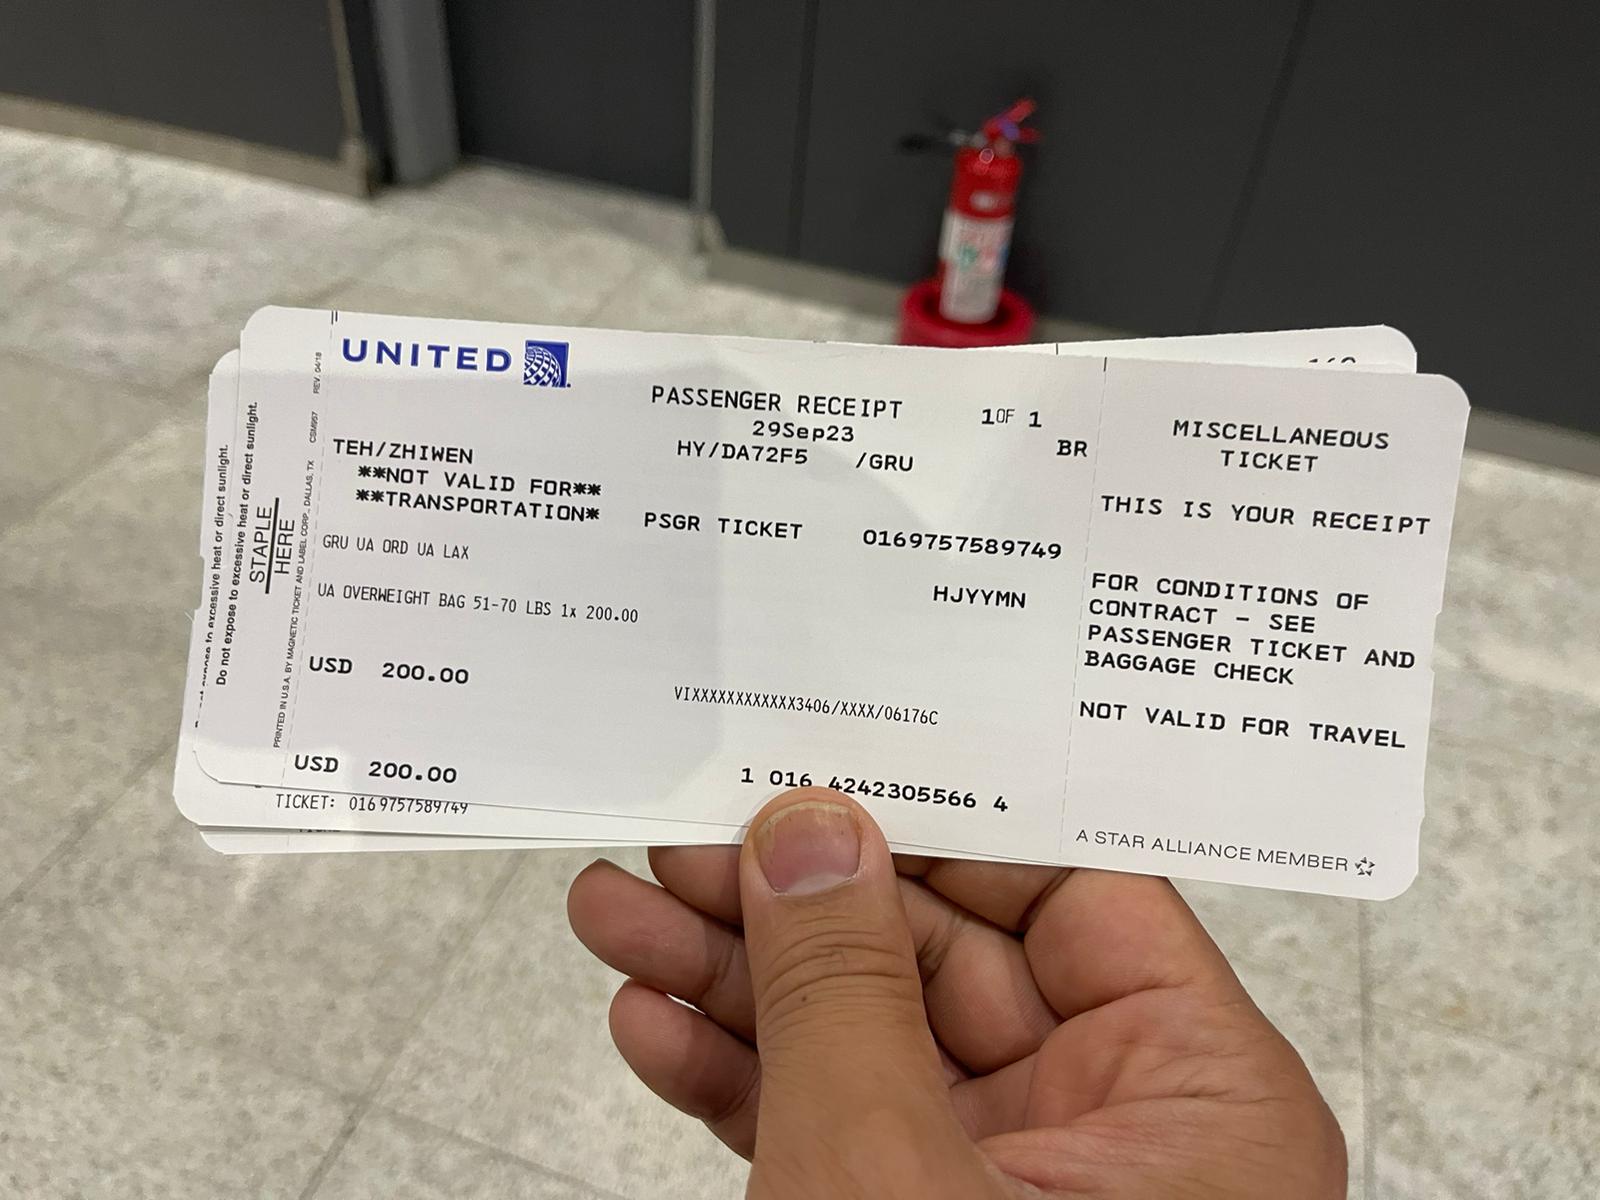 UNITED
PASSENGER RECEIPT 1OF 1
29Sep23
TEH/ZHIWEN HY/DA72F5 /GRU BR
**NOT VALID FOR**
**TRANSPORTATION*
PSGR TICKET 0169757589749
GRU UA ORD UA LAX
HJYYMN
UA OVERWEIGHT BAG 51-70 LBS 1x 200.00
USD 200.00
VIXXXXXXXXXXXX3406/XXXX/06176C
USD 200.00
1 016 4242305566 4
TICKET: 0169757589749
MISCELLANEOUS
TICKET
THIS IS YOUR RECEIPT
FOR CONDITIONS OF
CONTRACT - SEE
PASSENGER TICKET AND
BAGGAGE CHECK
NOT VALID FOR TRAVEL
A STAR ALLIANCE MEMBER
STAPLE
HERE
Do not expose to excessive heat or direct sunlight.
to excessive heat or direct sunlight.
PRINTED IN U.S.A. BY MAGNETIC TICKET AND LABEL CORP., DALLAS, TX CSM957 REV. 04/18